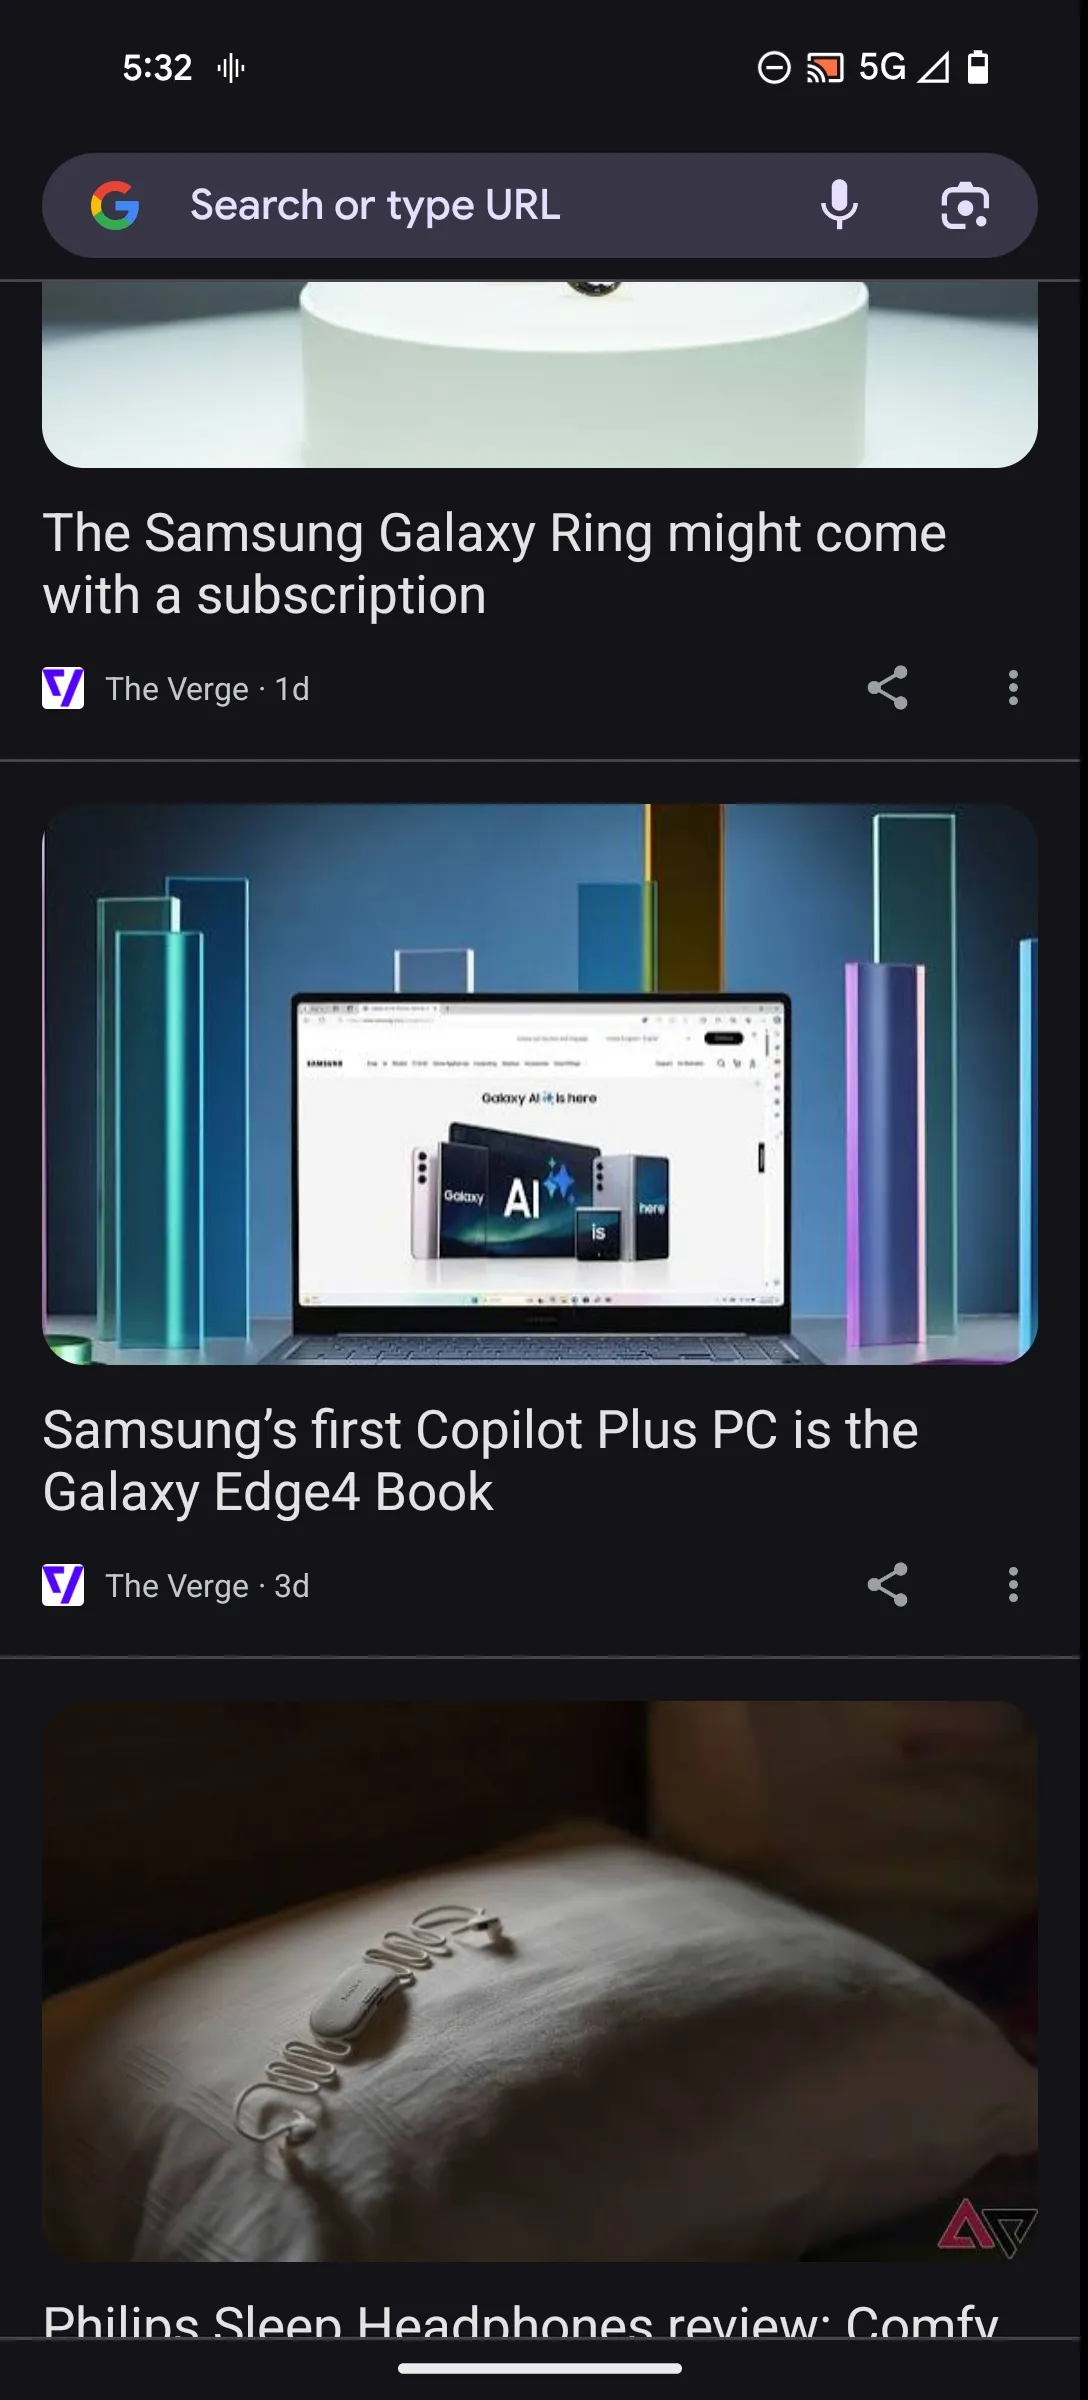 5:32
5G
Search or type URL
The Samsung Galaxy Ring might come
with a subscription
The Verge · 1d
SAMSUNG
Galaxy AI is here
Galaxy
AI
is
here
Samsung’s first Copilot Plus PC is the
Galaxy Edge4 Book
The Verge · 3d
Philips Sleep Headphones review: Comfy